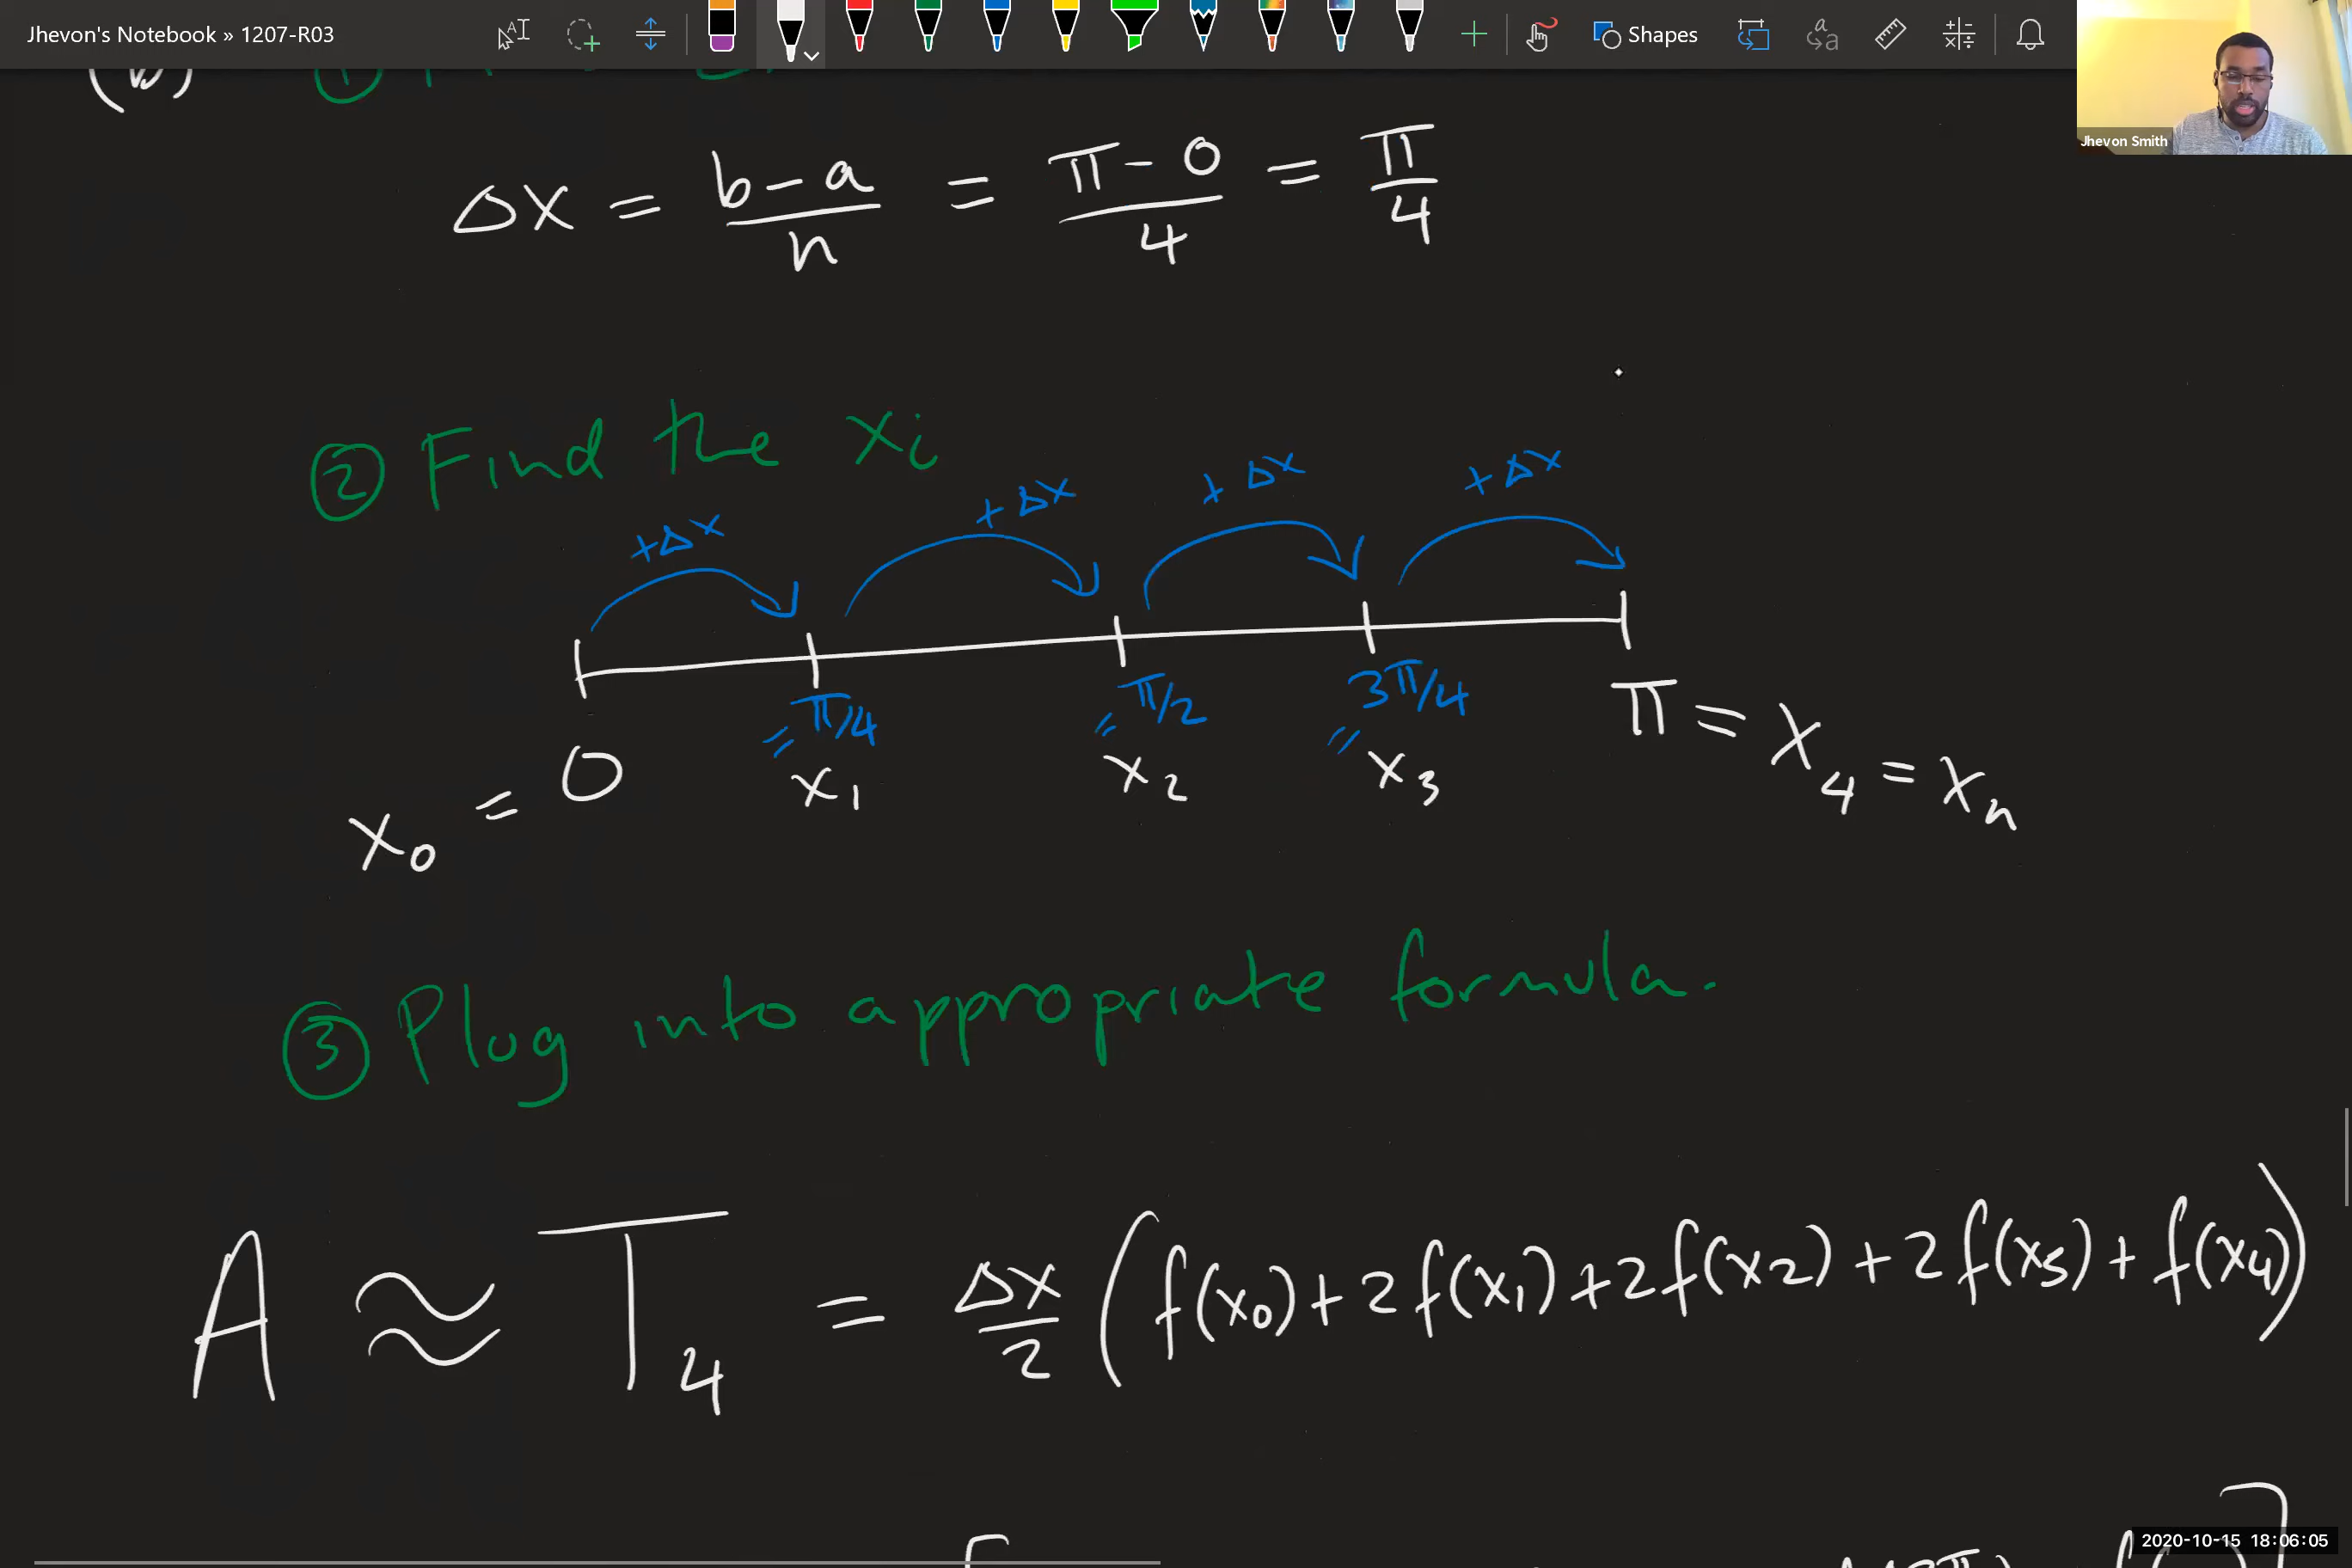 Jhevon's Notebook » 1207-R03
Shapes
Jhevon Smith
(b) ①
Δx = b-a/n = π-0/4 = π/4
② Find the xi
+Δx +Δx +Δx +Δx
= π/4 = π/2 = 3π/4
x0 = 0 x1 x2 x3 π = x4 = xn
③ Plug into appropriate formula.
A ≈ T4 = Δx/2 (f(x0) + 2f(x1) + 2f(x2) + 2f(x3) + f(x4))
2020-10-15 18:06:05